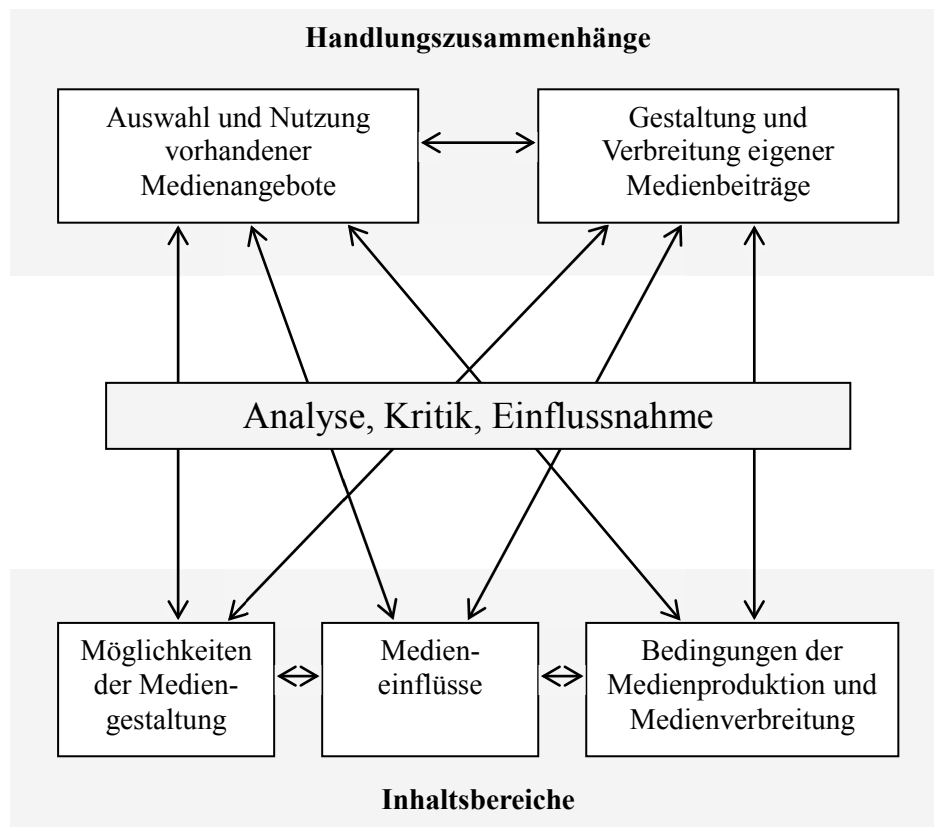 Handlungszusammenhänge
Auswahl und Nutzung
vorhandener
Medienangebote
Gestaltung und
Verbreitung eigener
Medienbeiträge
Analyse, Kritik, Einflussnahme
Möglichkeiten
der Medien-
gestaltung
Medien-
einflüsse
Bedingungen der
Medienproduktion und
Medienverbreitung
Inhaltsbereiche